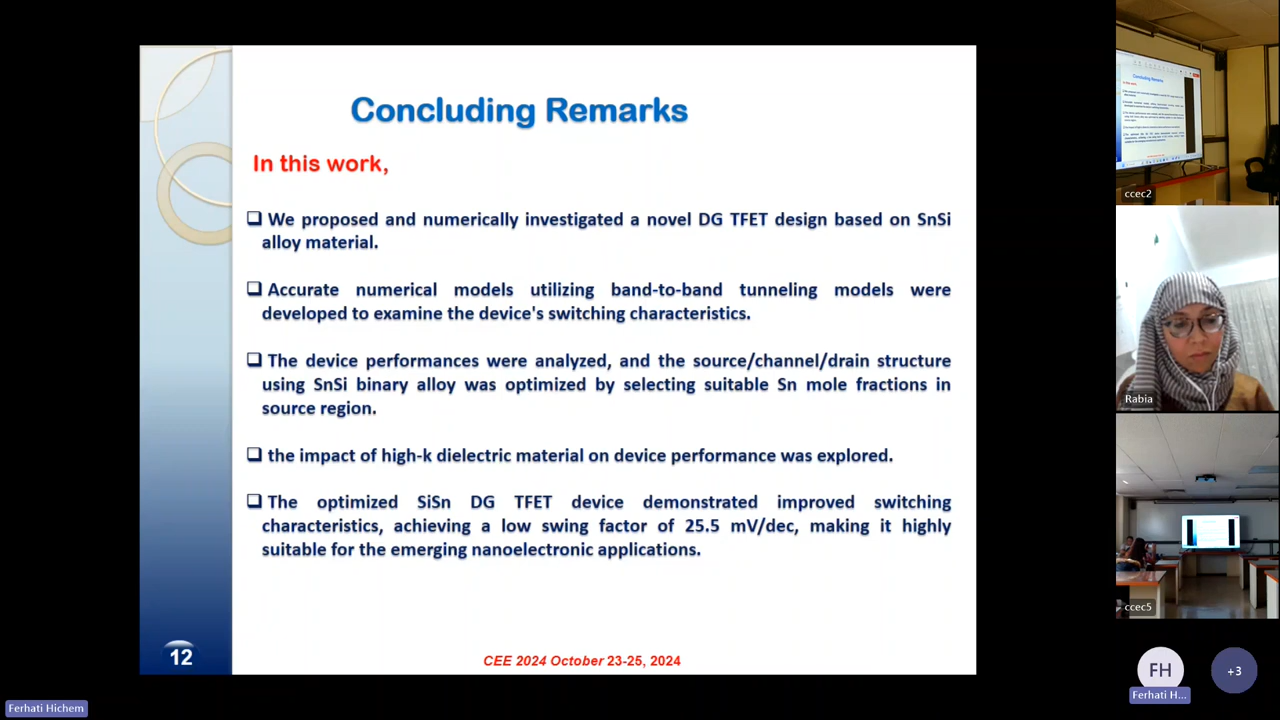 Concluding Remarks
In this work,
❑ We proposed and numerically investigated a novel DG TFET design based on SnSi
alloy material.
❑ Accurate numerical models utilizing band-to-band tunneling models were
developed to examine the device's switching characteristics.
❑ The device performances were analyzed, and the source/channel/drain structure
using SnSi binary alloy was optimized by selecting suitable Sn mole fractions in
source region.
❑ the impact of high-k dielectric material on device performance was explored.
❑ The optimized SiSn DG TFET device demonstrated improved switching
characteristics, achieving a low swing factor of 25.5 mV/dec, making it highly
suitable for the emerging nanoelectronic applications.
12
CEE 2024 October 23-25, 2024
Ferhati Hichem
Concluding Remarks
ccec2
Rabia
ccec5
FH
+3
Ferhati H...